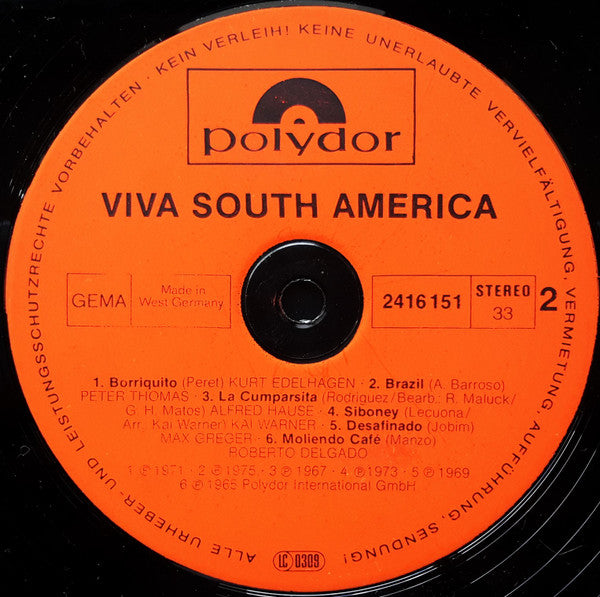 ALLE URHEBER- UND LEISTUNGSSCHUTZRECHTE VORBEHALTEN · KEIN VERLEIH! KEINE UNERLAUBTE VERVIELFÄLTIGUNG, VERMIETUNG, AUFFÜHRUNG, SENDUNG!
polydor
VIVA SOUTH AMERICA
GEMA
Made in
West Germany
2416 151
STEREO
33
2
1. Borriquito (Peret) KURT EDELHAGEN · 2. Brazil (A. Barroso)
PETER THOMAS · 3. La Cumparsita (Rodriguez/Bearb.: R. Maluck/
G. H. Matos) ALFRED HAUSE · 4. Siboney (Lecuona/
Arr. Kai Warner) KAI WARNER · 5. Desafinado (Jobim)
MAX GREGER · 6. Moliendo Café (Manzo)
ROBERTO DELGADO
1 ℗ 1971 · 2 ℗ 1975 · 3 ℗ 1967 · 4 ℗ 1973 · 5 ℗ 1969
6 ℗ 1965 Polydor International GmbH
LC 0309